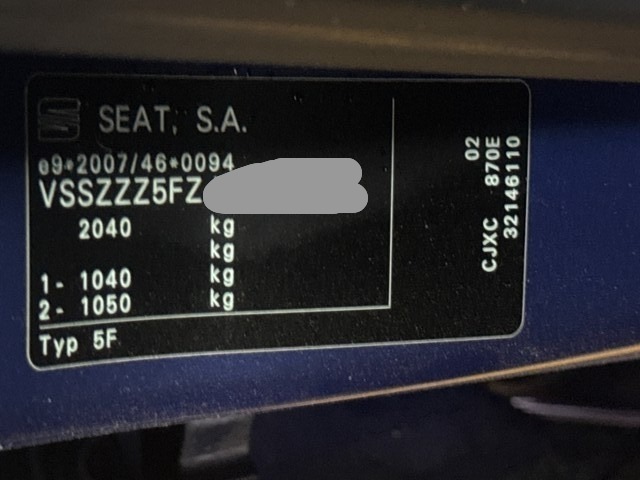 SEAT, S.A.
e9*2007/46*0094
VSSZZZ5FZ
2040 kg
kg
1- 1040 kg
2- 1050 kg
Typ 5F
02
CJXC 870E
32146110